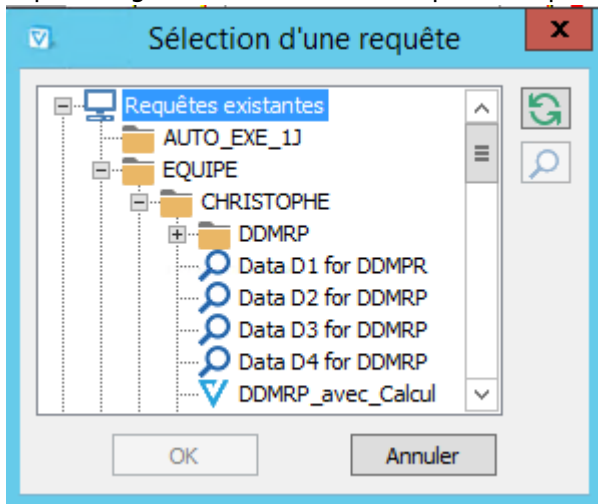 Sélection d'une requête
x
Requêtes existantes
AUTO_EXE_1J
EQUIPE
CHRISTOPHE
DDMRP
Data D1 for DDMPR
Data D2 for DDMRP
Data D3 for DDMRP
Data D4 for DDMRP
DDMRP_avec_Calcul
OK
Annuler